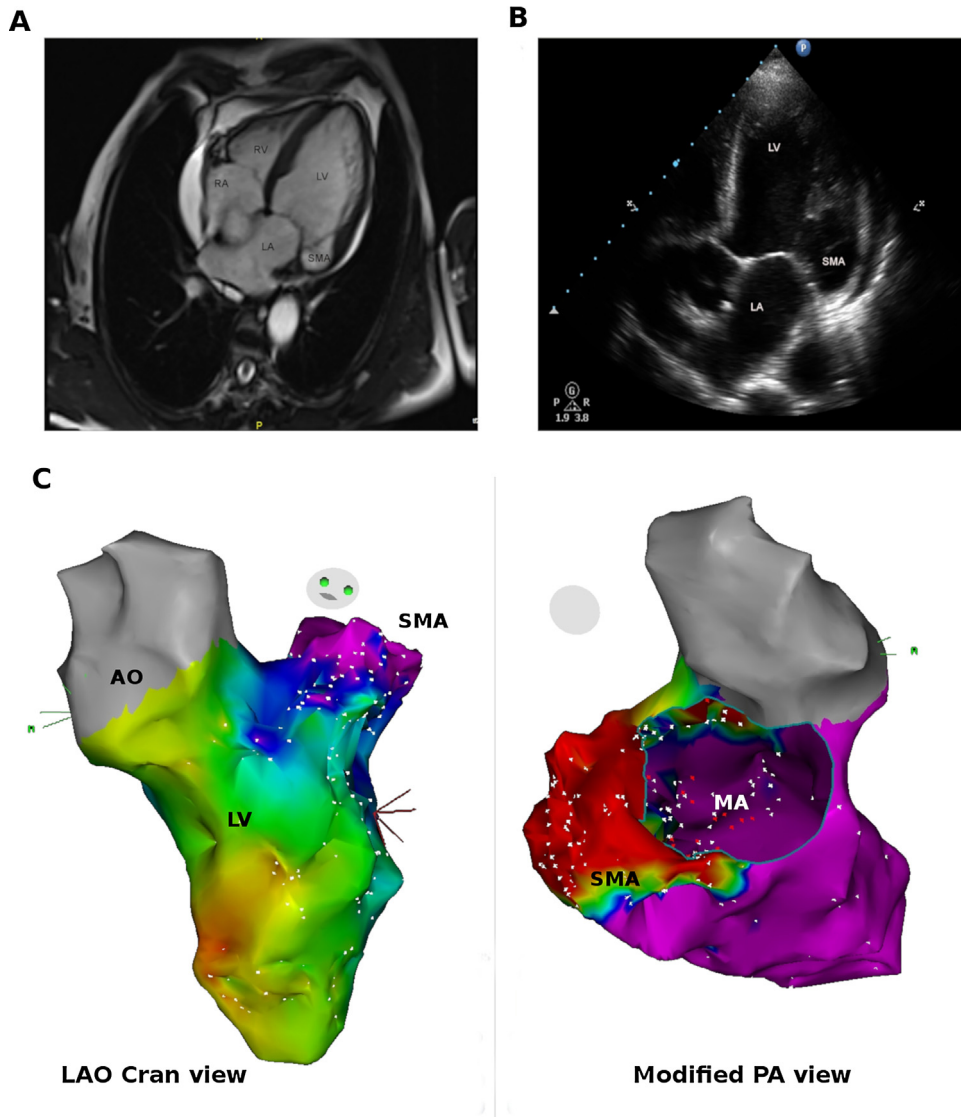 A
B
RV
RA
LV
LA
SMA
P
P
LV
SMA
LA
G
P R
1.9 3.8
C
SMA
AO
LV
MA
SMA
LAO Cran view
Modified PA view